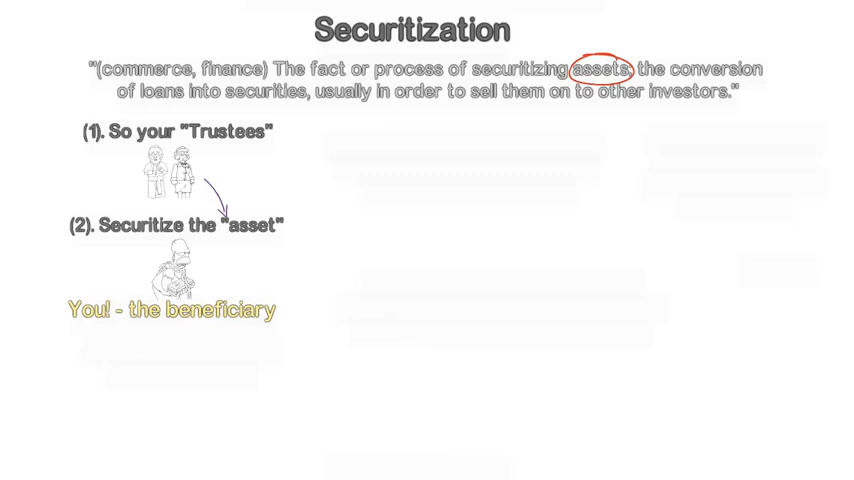 Securitization
"(commerce, finance) The fact or process of securitizing assets, the conversion
of loans into securities, usually in order to sell them on to other investors."
(1). So your "Trustees"
(2). Securitize the "asset"
You! - the beneficiary